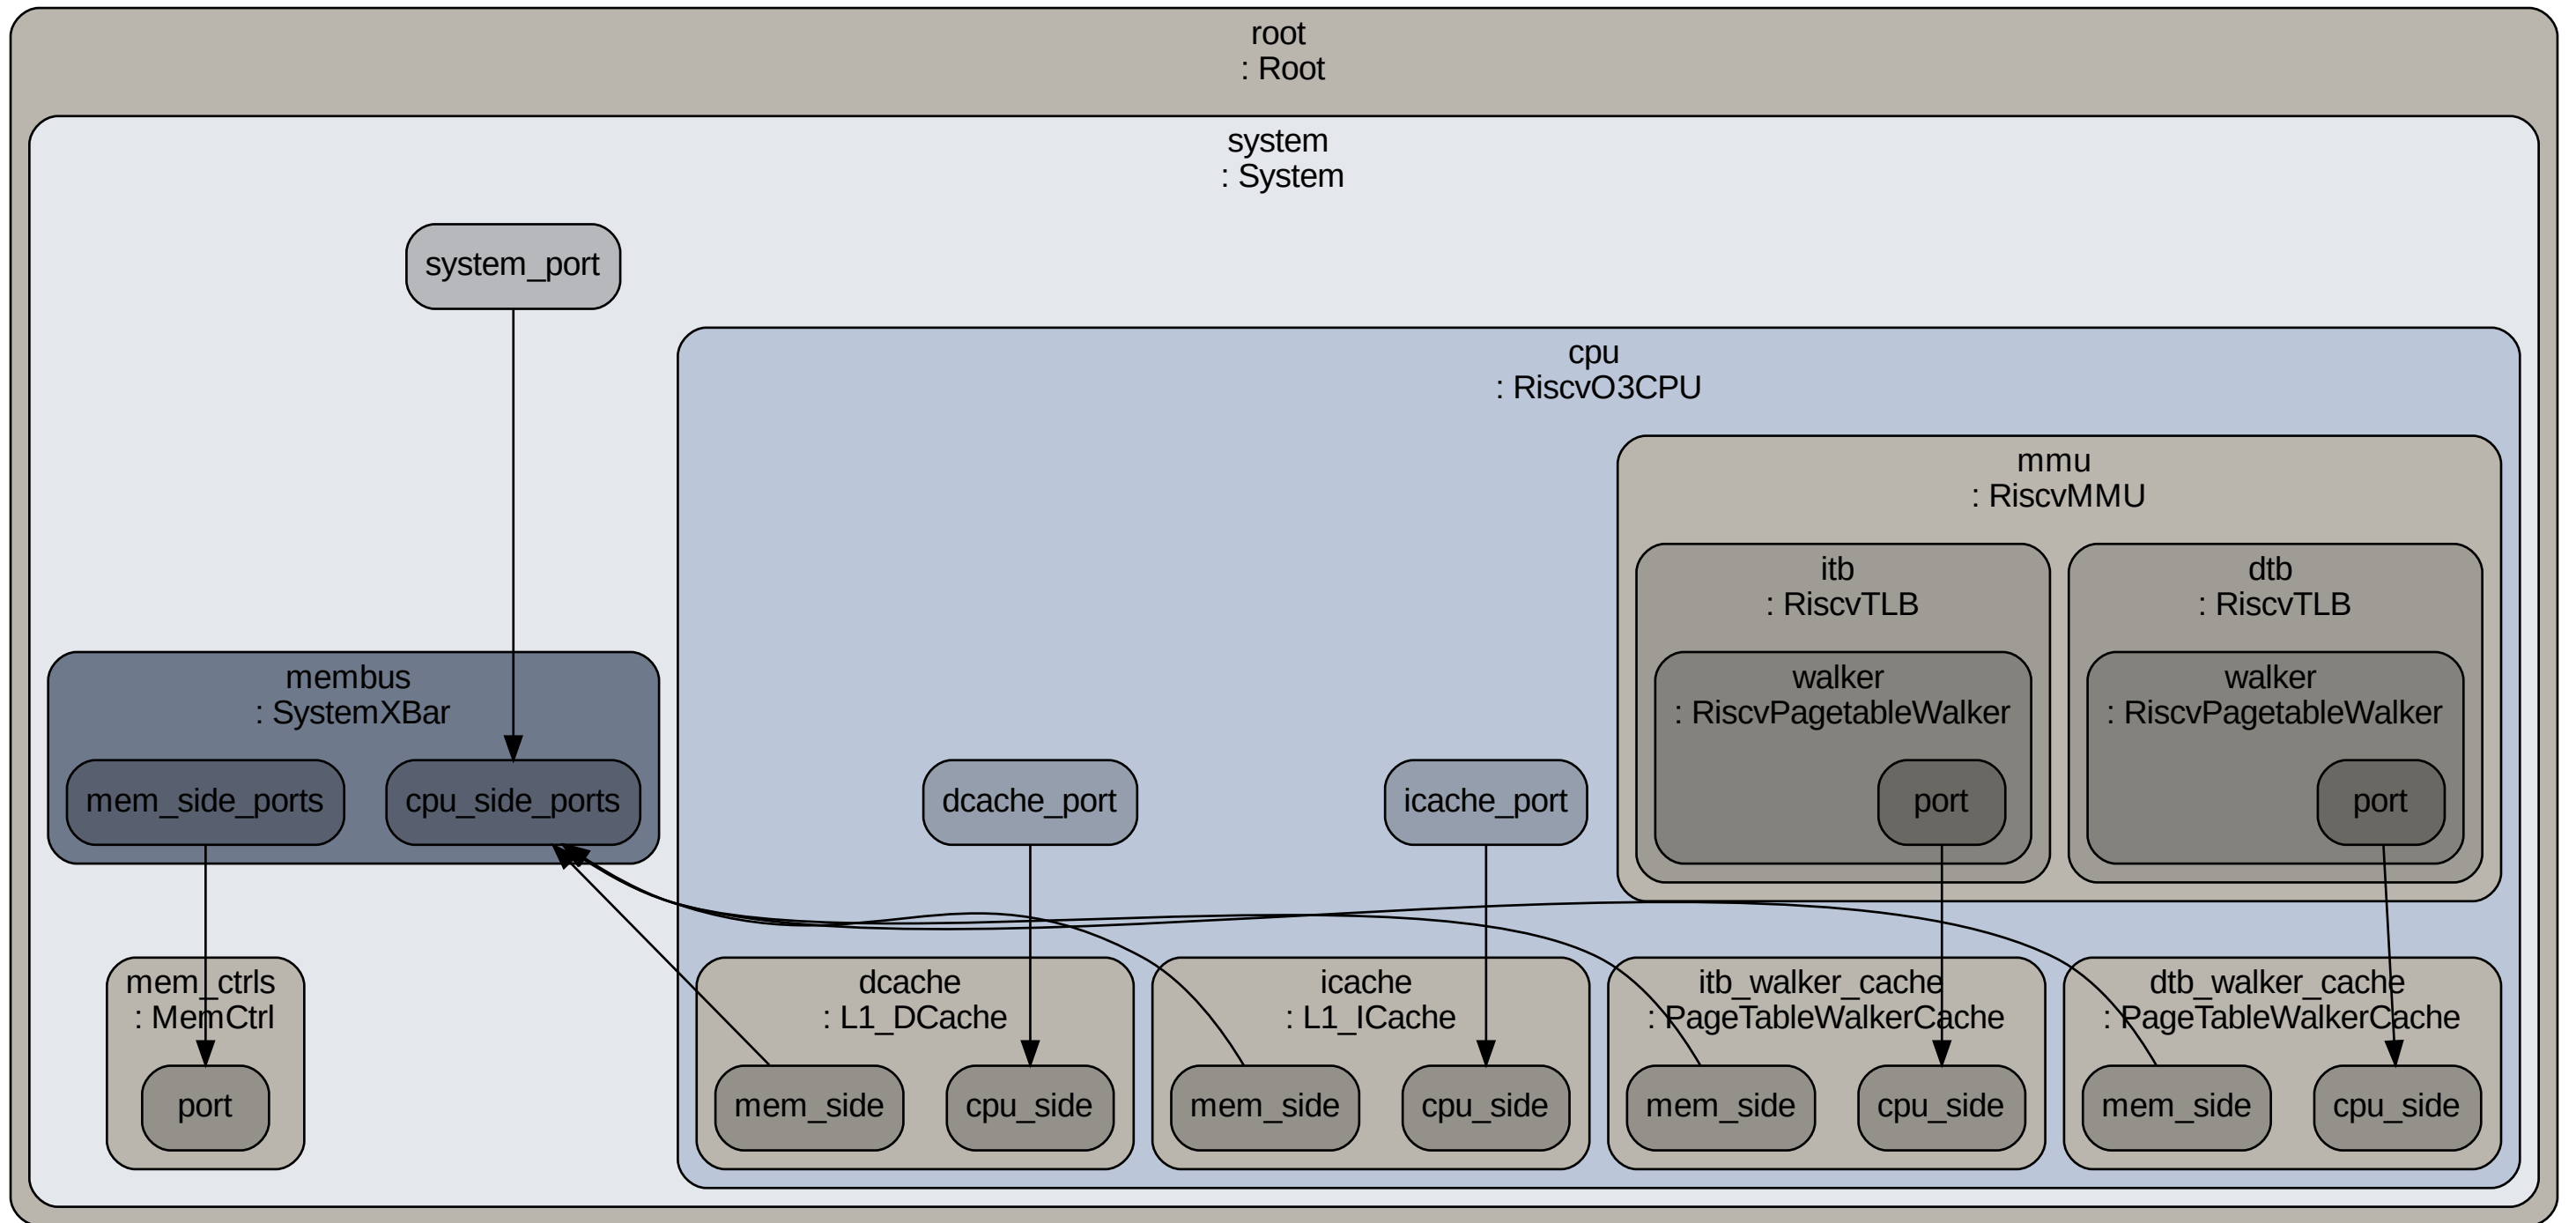 root
: Root
system
: System
system_port
cpu
: RiscvO3CPU
mmu
: RiscvMMU
itb
: RiscvTLB
dtb
: RiscvTLB
membus
: SystemXBar
walker
: RiscvPagetableWalker
walker
: RiscvPagetableWalker
mem_side_ports
cpu_side_ports
dcache_port
icache_port
port
port
mem_ctrls
: MemCtrl
dcache
: L1_DCache
icache
: L1_ICache
itb_walker_cache
: PageTableWalkerCache
dtb_walker_cache
: PageTableWalkerCache
port
mem_side
cpu_side
mem_side
cpu_side
mem_side
cpu_side
mem_side
cpu_side